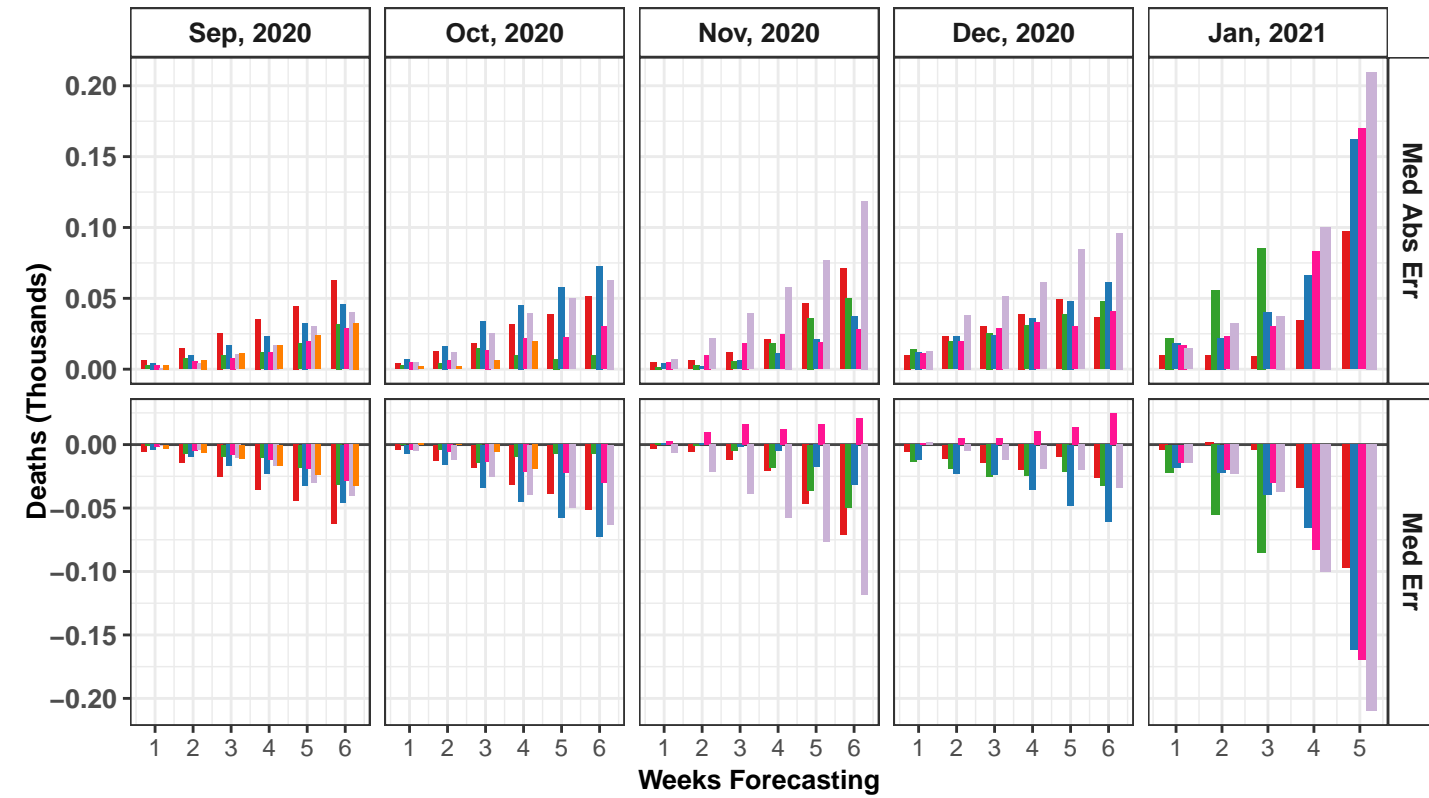 Sep, 2020 Oct, 2020 Nov, 2020 Dec, 2020 Jan, 2021
0.20
0.15
0.10
0.05
0.00
Med Abs Err
0.00
−0.05
−0.10
−0.15
−0.20
Med Err
Deaths (Thousands)
1 2 3 4 5 6 1 2 3 4 5 6 1 2 3 4 5 6 1 2 3 4 5 6 1 2 3 4 5
Weeks Forecasting